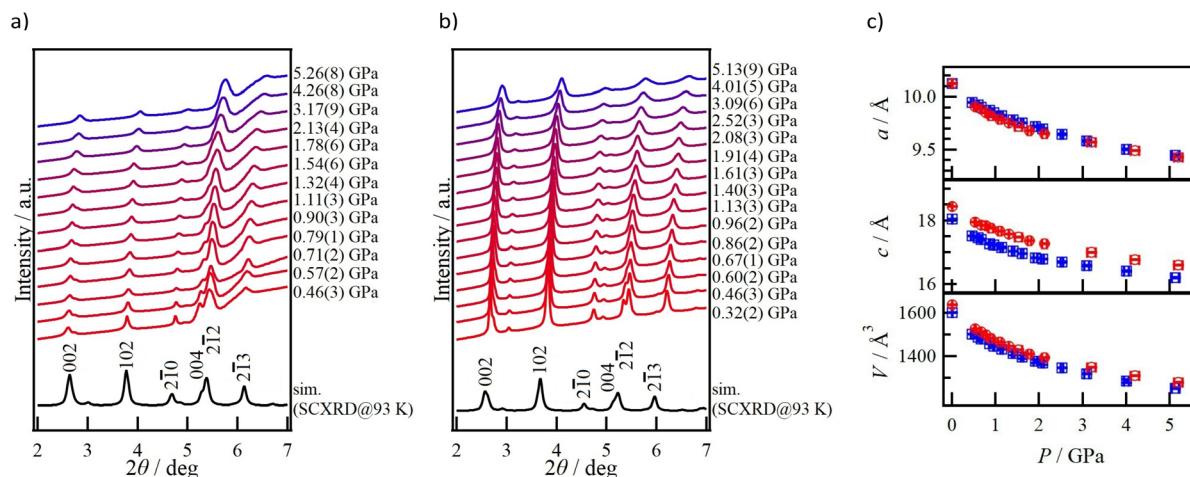 a)
5.26(8) GPa
4.26(8) GPa
3.17(9) GPa
2.13(4) GPa
1.78(6) GPa
1.54(6) GPa
1.32(4) GPa
1.11(3) GPa
0.90(3) GPa
0.79(1) GPa
0.71(2) GPa
0.57(2) GPa
0.46(3) GPa
Intensity / a.u.
002
102
2̅10
004
2̅12
2̅13
sim.
(SCXRD@93 K)
2 3 4 5 6 7
2θ / deg
b)
5.13(9) GPa
4.01(5) GPa
3.09(6) GPa
2.52(3) GPa
2.08(3) GPa
1.91(4) GPa
1.61(3) GPa
1.40(3) GPa
1.13(3) GPa
0.96(2) GPa
0.86(2) GPa
0.67(1) GPa
0.60(2) GPa
0.46(3) GPa
0.32(2) GPa
Intensity / a.u.
002
102
2̅10
004
2̅12
2̅13
sim.
(SCXRD@93 K)
2 3 4 5 6 7
2θ / deg
c)
a / Å
10.0
9.5
c / Å
18
16
V / Å³
1600
1400
0 1 2 3 4 5
P / GPa